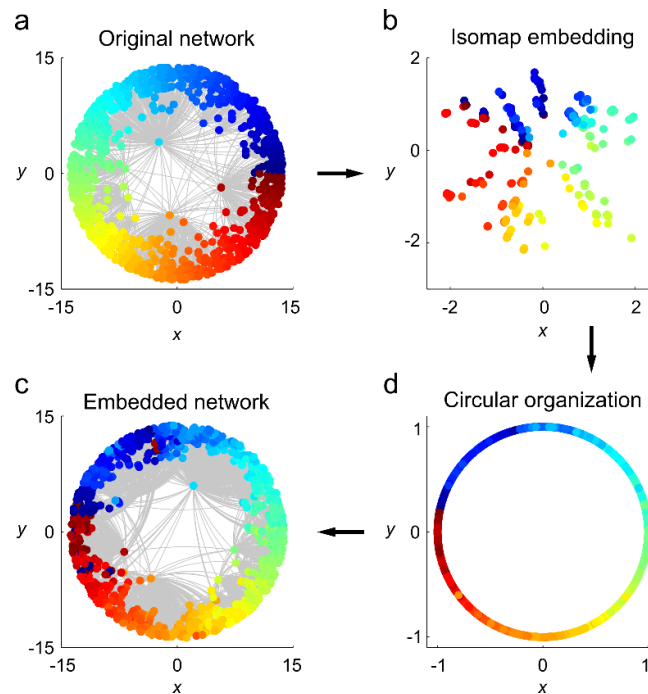 a
Original network
15
y
0
-15
-15
0
15
x
b
Isomap embedding
2
y
0
-2
-2
0
2
x
c
Embedded network
15
y
0
-15
-15
0
15
x
d
Circular organization
1
y
0
-1
-1
0
1
x